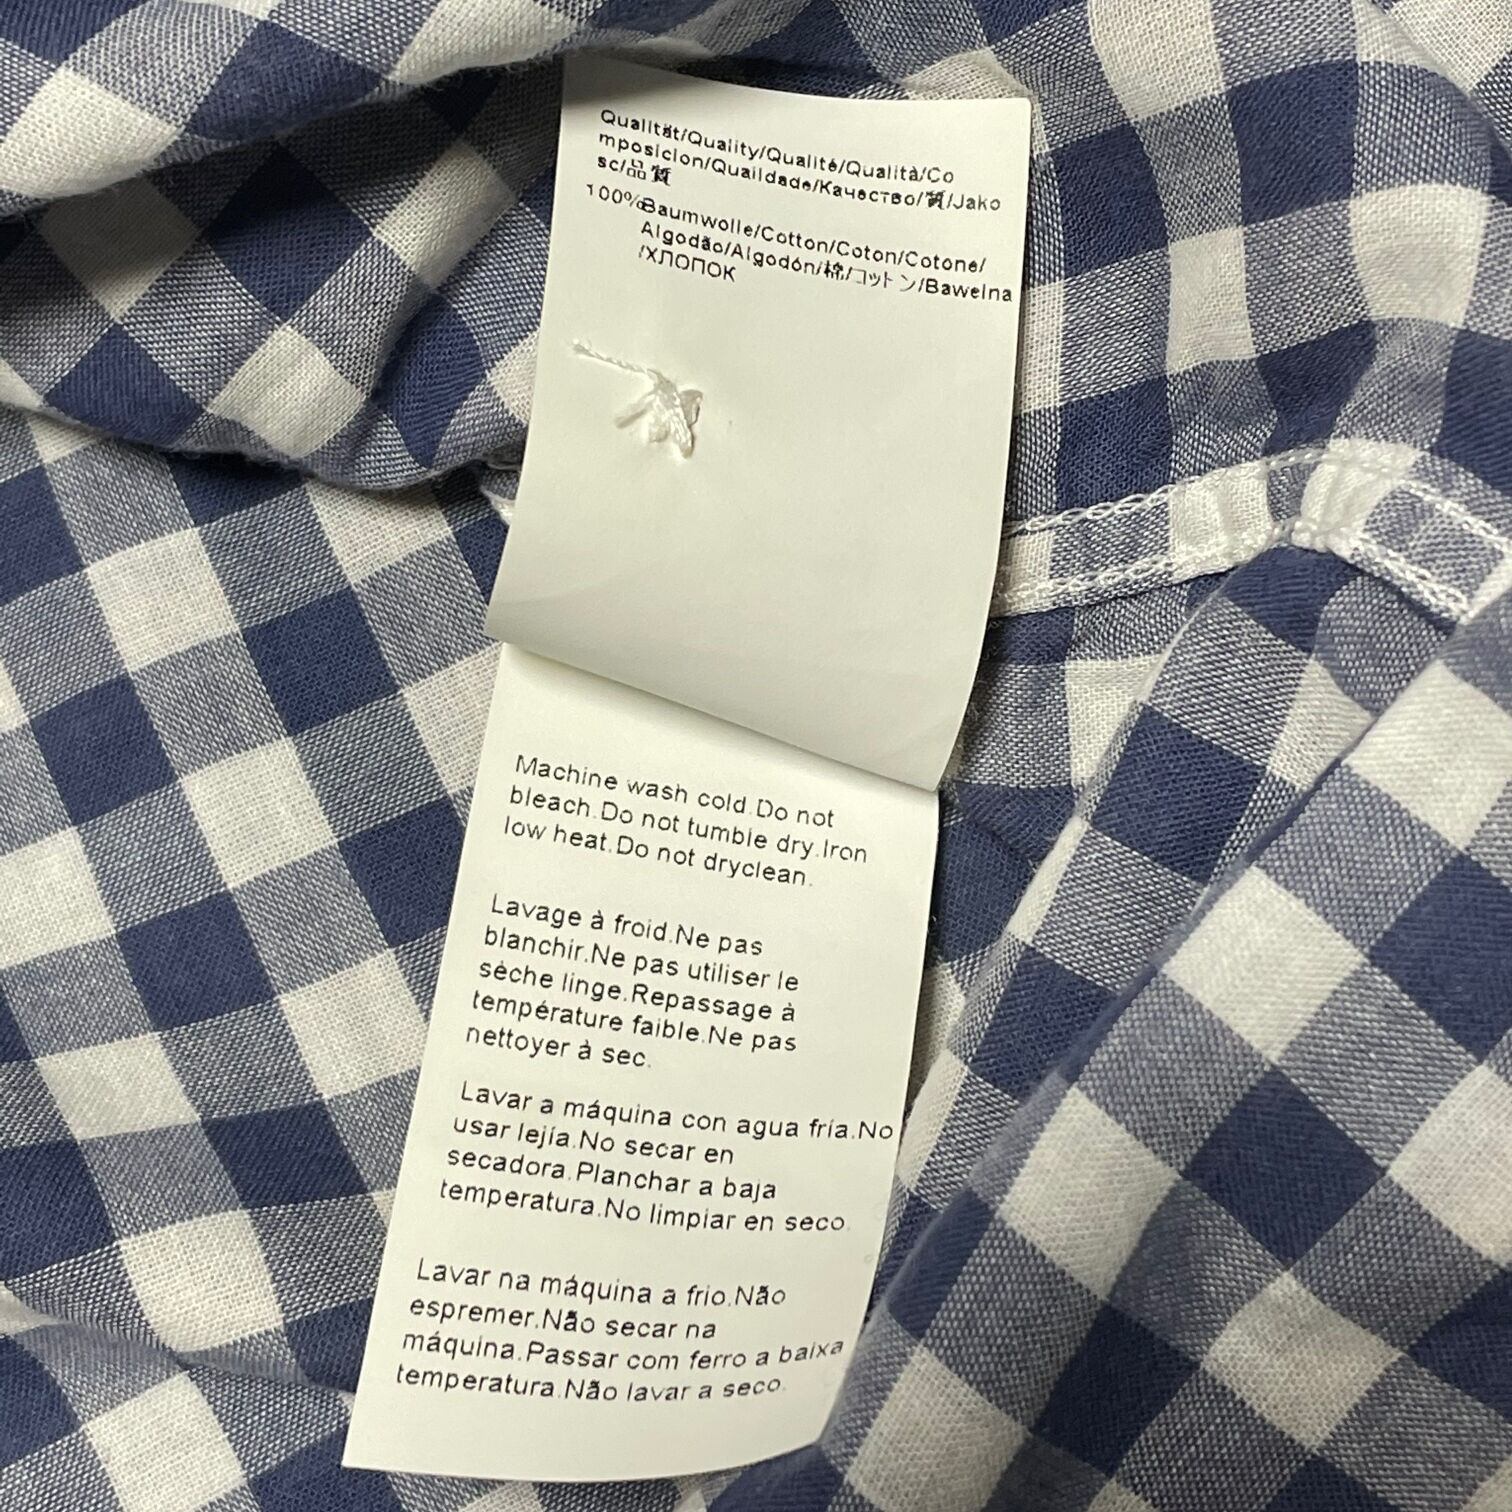 Qualität/Quality/Qualité/Qualità/Co
mposicion/Quaildade/Качество/質/Jako
sc/品質
100%Baumwolle/Cotton/Coton/Cotone/
Algodão/Algodón/棉/コットン/Bawelna
/ХЛОПОК
Machine wash cold.Do not
bleach.Do not tumble dry.Iron
low heat.Do not dryclean.
Lavage à froid.Ne pas
blanchir.Ne pas utiliser le
sèche linge.Repassage à
température faible.Ne pas
nettoyer à sec.
Lavar a máquina con agua fría.No
usar lejía.No secar en
secadora.Planchar a baja
temperatura.No limpiar en seco.
Lavar na máquina a frio.Não
espremer.Não secar na
máquina.Passar com ferro a baixa
temperatura.Não lavar a seco.